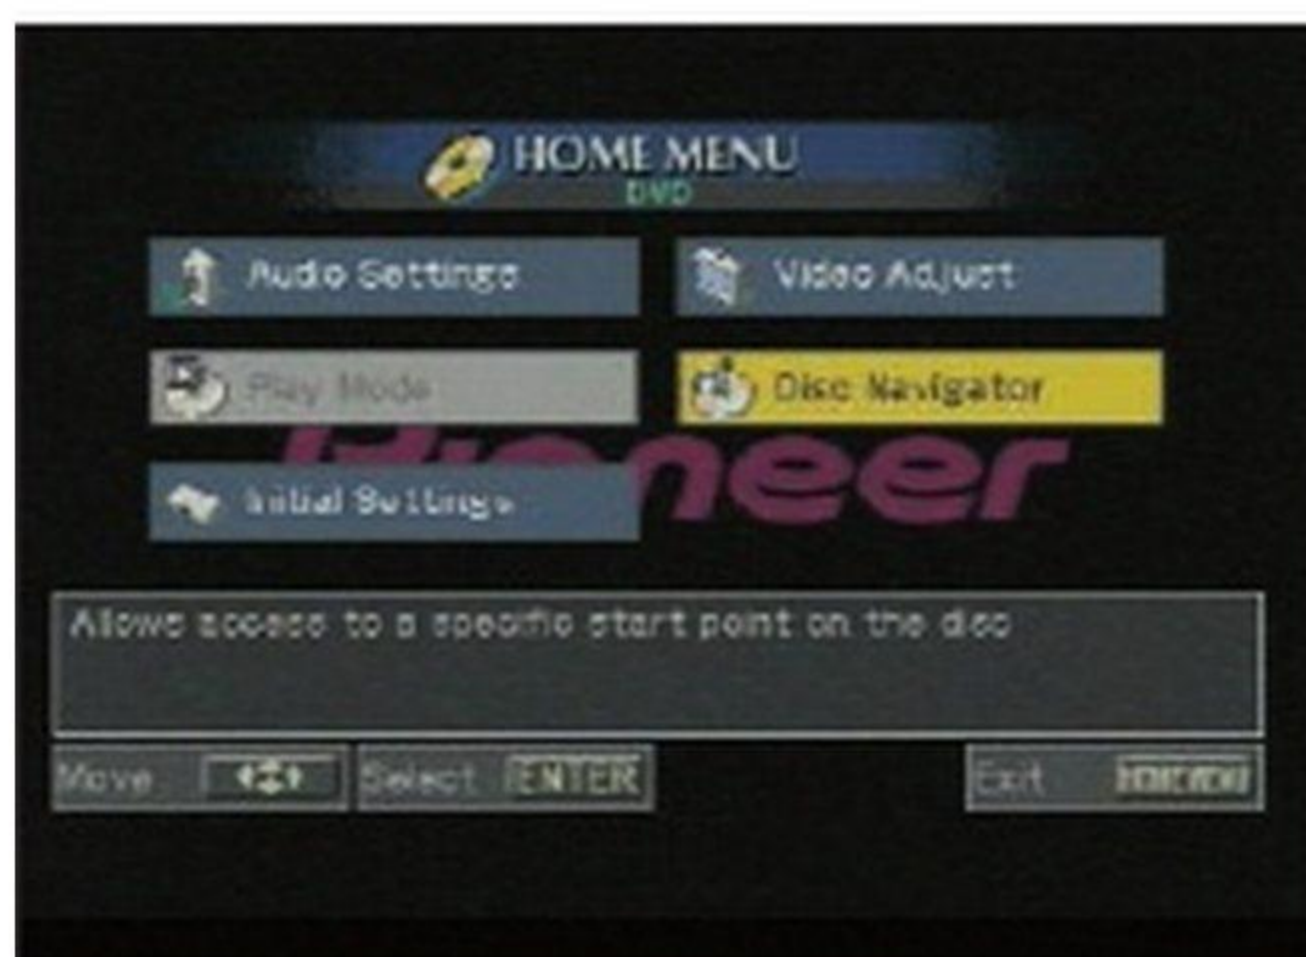 HOME MENU
DVD
Audio Settings
Video Adjust
Play Mode
Disc Navigator
Pioneer
Initial Settings
Allows access to a specific start point on the disc
Move
Select ENTER
Exit HOME MENU